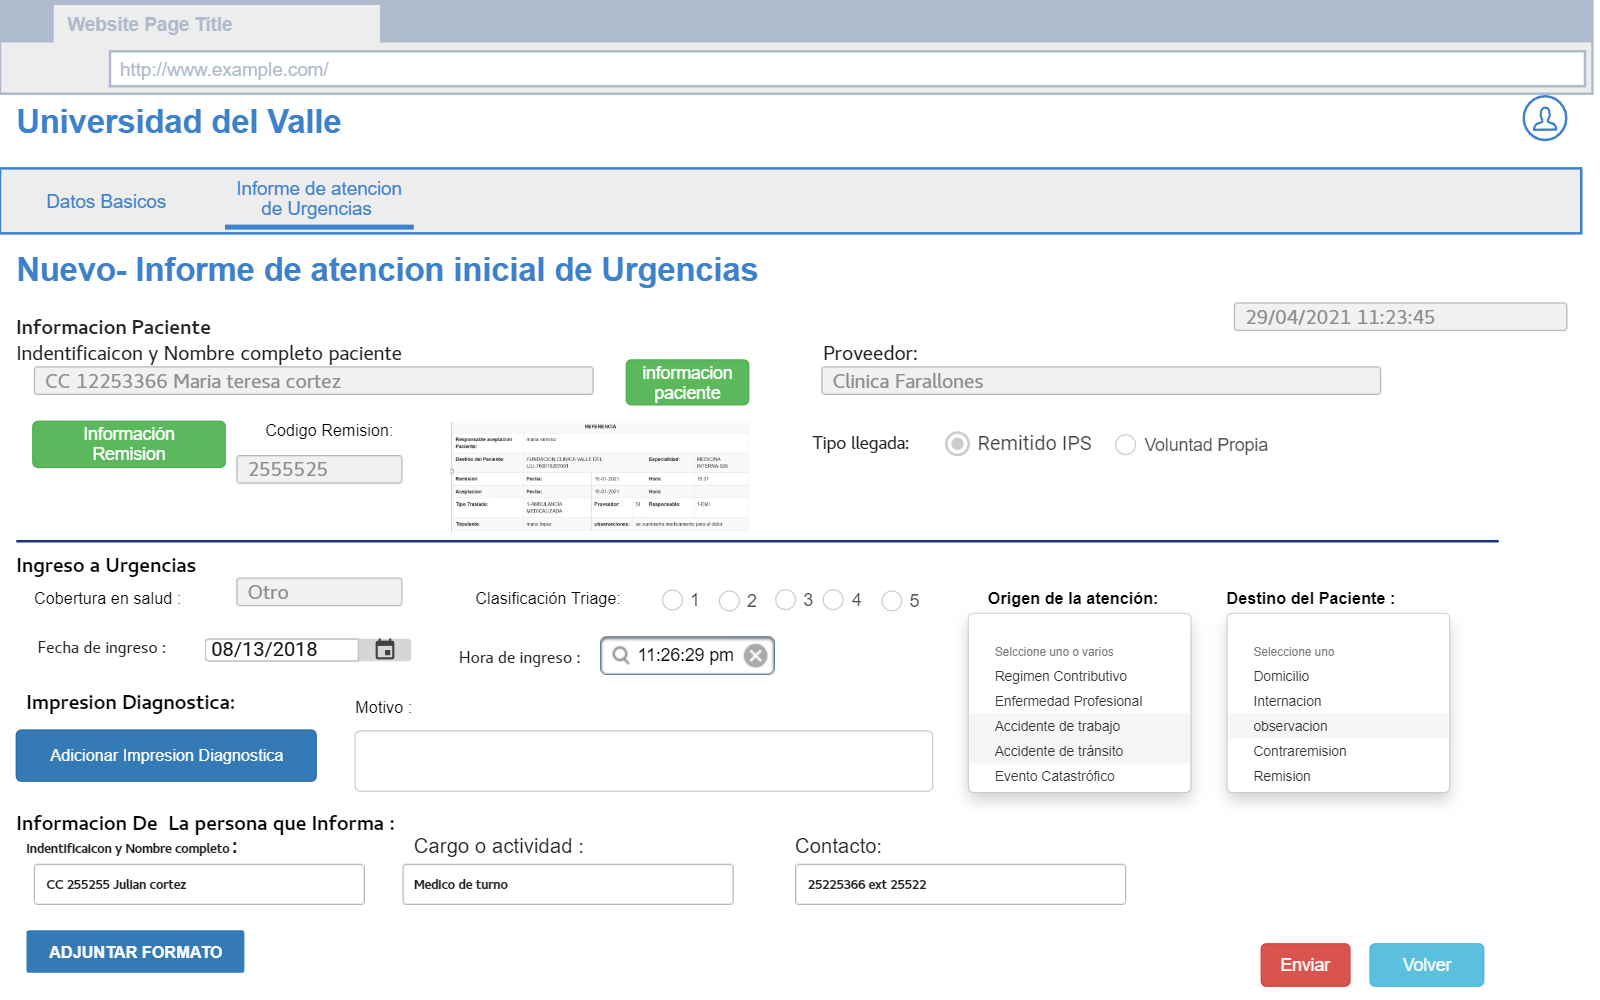 Website Page Title
http://www.example.com/
Universidad del Valle
Datos Basicos
Informe de atencion
de Urgencias
Nuevo- Informe de atencion inicial de Urgencias
29/04/2021 11:23:45
Informacion Paciente
Indentificaicon y Nombre completo paciente
CC 12253366 Maria teresa cortez
informacion
paciente
Proveedor:
Clinica Farallones
Información
Remision
Codigo Remision:
2555525
REFERENCIA
Responsable aceptacion Paciente: maria ramirez
Destino del Paciente: FUNDACION CLINICA VALLE DEL Especialidad: MEDICINA
LILI-760010257001 INTERNA-329
Remision Fecha: 15-01-2021 Hora: 15.31
Aceptacion Fecha: 15-01-2021 Hora:
Tipo Traslado: 1-AMBULANCIA Proveedor: SI Responsable: 1-EMI
MEDICALIZADA
Tripulante: mario lopez observaciones: se suministra medicamento para el dolor
Tipo llegada:
Remitido IPS
Voluntad Propia
Ingreso a Urgencias
Cobertura en salud :
Otro
Clasificación Triage:
1 2 3 4 5
Fecha de ingreso :
08/13/2018
Hora de ingreso :
11:26:29 pm
Origen de la atención:
Selccione uno o varios
Regimen Contributivo
Enfermedad Profesional
Accidente de trabajo
Accidente de tránsito
Evento Catastrófico
Destino del Paciente :
Seleccione uno
Domicilio
Internacion
observacion
Contraremision
Remision
Impresion Diagnostica:
Adicionar Impresion Diagnostica
Motivo :
Informacion De La persona que Informa :
Indentificaicon y Nombre completo :
CC 255255 Julian cortez
Cargo o actividad :
Medico de turno
Contacto:
25225366 ext 25522
ADJUNTAR FORMATO
Enviar
Volver